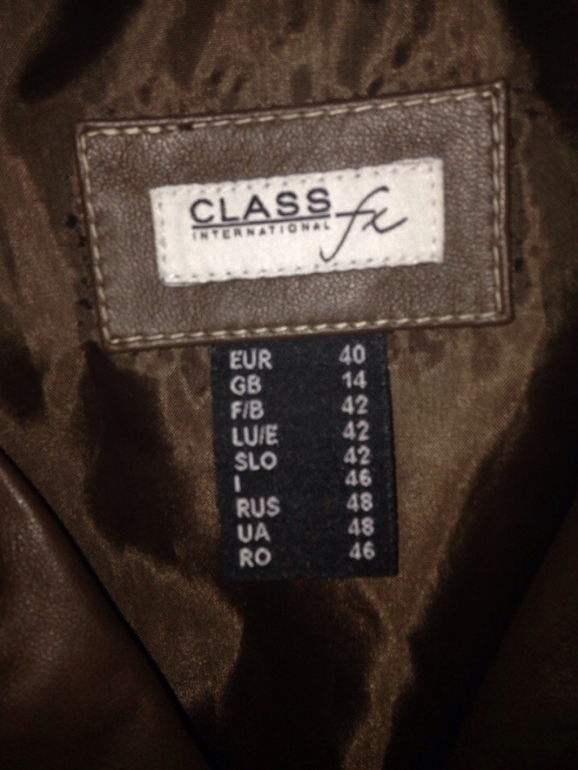 CLASS fx
INTERNATIONAL
EUR 40
GB 14
F/B 42
LU/E 42
SLO 42
I 46
RUS 48
UA 48
RO 46